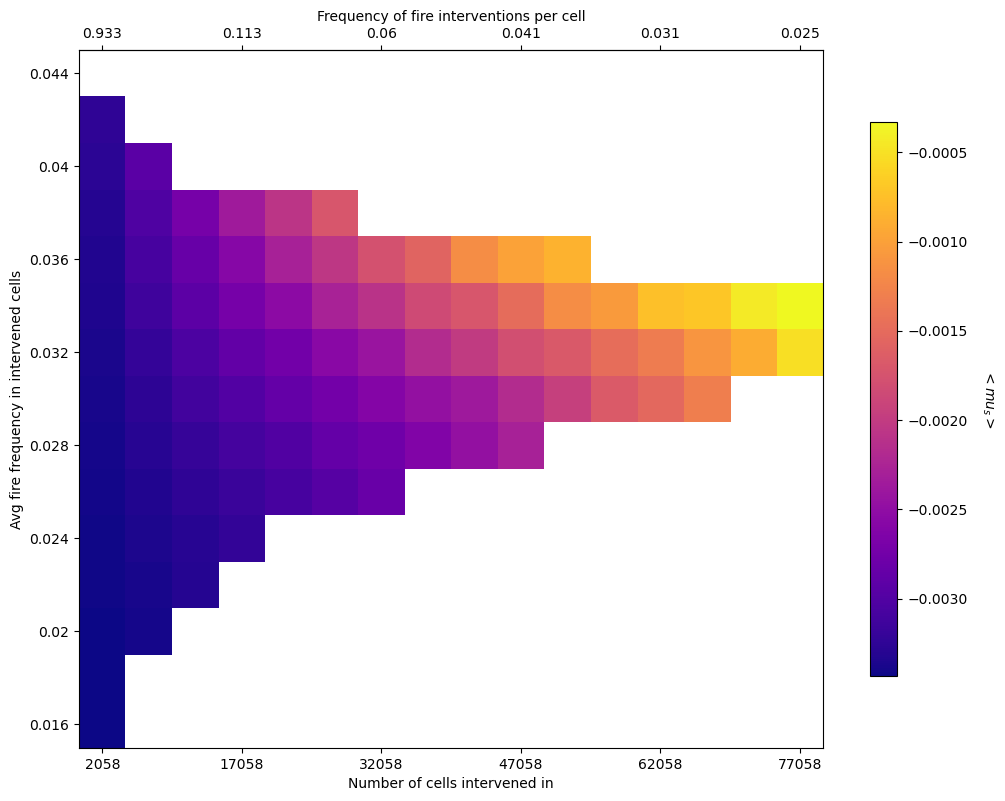 Frequency of fire interventions per cell
0.933 0.113 0.06 0.041 0.031 0.025
0.044
0.04
0.036
0.032
0.028
0.024
0.02
0.016
Avg fire frequency in intervened cells
2058 17058 32058 47058 62058 77058
Number of cells intervened in
−0.0005
−0.0010
−0.0015
−0.0020
−0.0025
−0.0030
< mu_s >